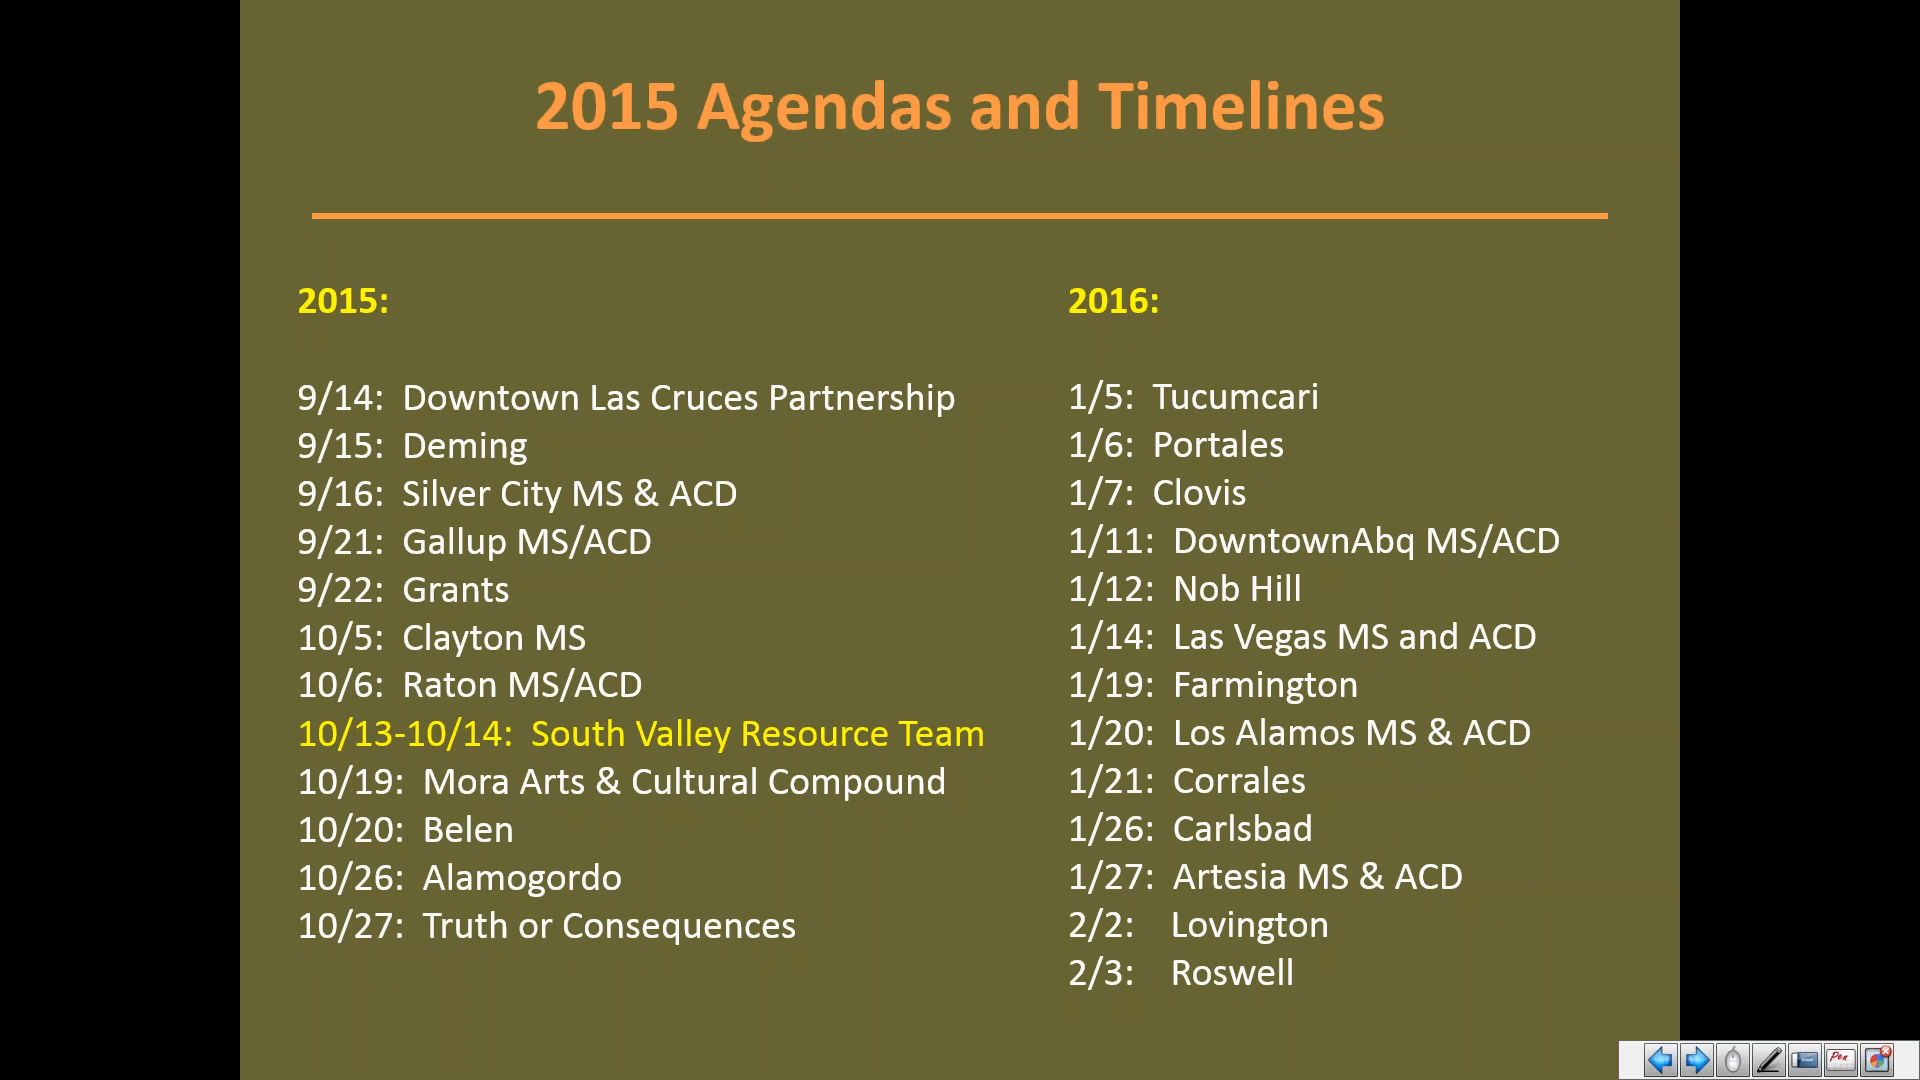 2015 Agendas and Timelines
2015:
9/14: Downtown Las Cruces Partnership
9/15: Deming
9/16: Silver City MS & ACD
9/21: Gallup MS/ACD
9/22: Grants
10/5: Clayton MS
10/6: Raton MS/ACD
10/13-10/14: South Valley Resource Team
10/19: Mora Arts & Cultural Compound
10/20: Belen
10/26: Alamogordo
10/27: Truth or Consequences
2016:
1/5: Tucumcari
1/6: Portales
1/7: Clovis
1/11: DowntownAbq MS/ACD
1/12: Nob Hill
1/14: Las Vegas MS and ACD
1/19: Farmington
1/20: Los Alamos MS & ACD
1/21: Corrales
1/26: Carlsbad
1/27: Artesia MS & ACD
2/2: Lovington
2/3: Roswell
Pen